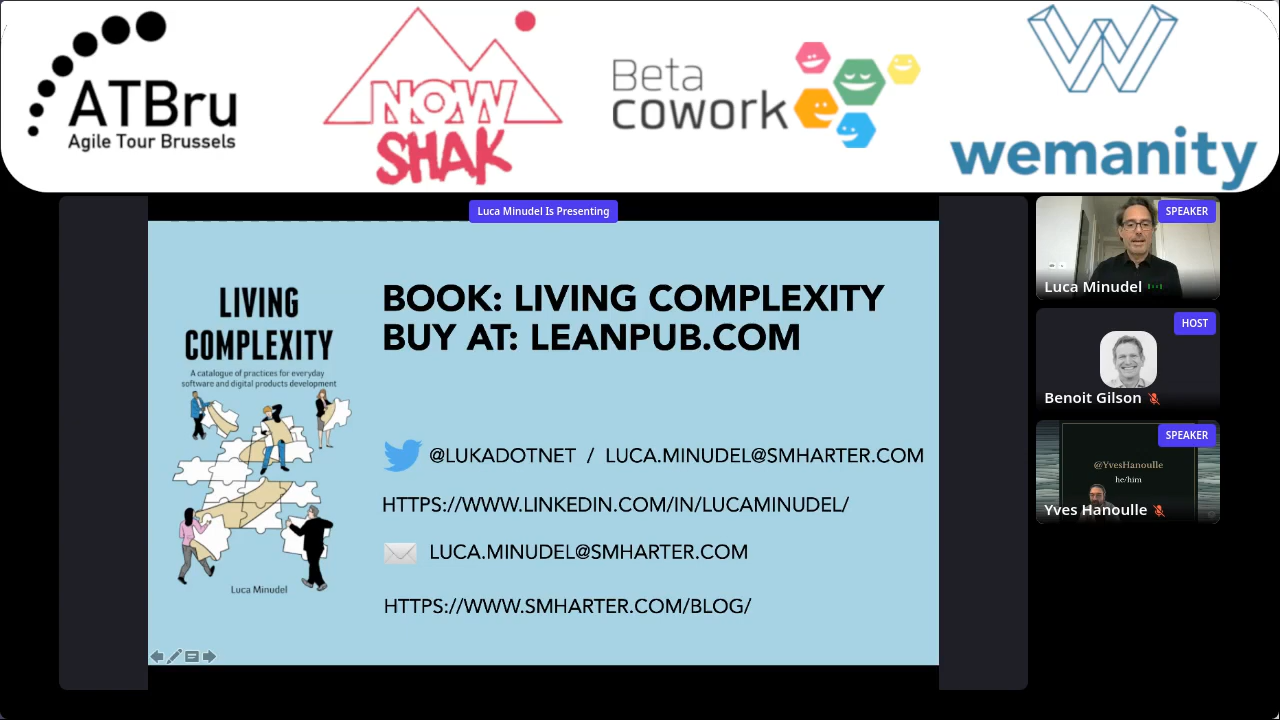 ATBru
Agile Tour Brussels
NOW
SHAK
Beta
cowork
wemanity
Luca Minudel Is Presenting
LIVING
COMPLEXITY
A catalogue of practices for everyday
software and digital products development
Luca Minudel
BOOK: LIVING COMPLEXITY
BUY AT: LEANPUB.COM
@LUKADOTNET / LUCA.MINUDEL@SMHARTER.COM
HTTPS://WWW.LINKEDIN.COM/IN/LUCAMINUDEL/
LUCA.MINUDEL@SMHARTER.COM
HTTPS://WWW.SMHARTER.COM/BLOG/
SPEAKER
Luca Minudel
HOST
Benoit Gilson
SPEAKER
@YvesHanoulle
he/him
Yves Hanoulle